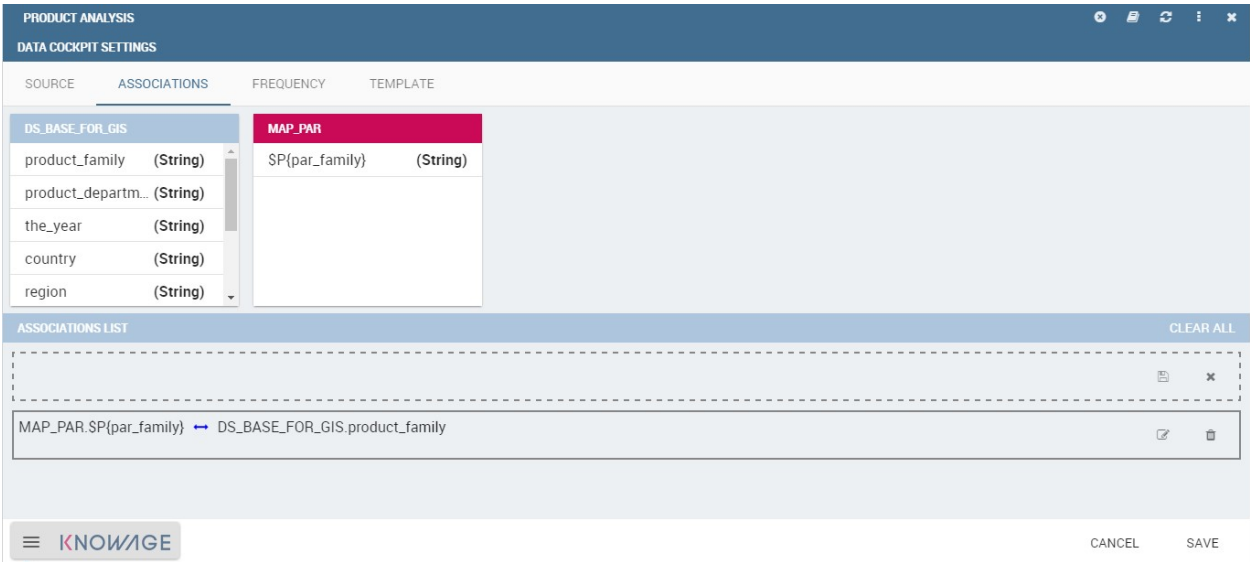 PRODUCT ANALYSIS
DATA COCKPIT SETTINGS
SOURCE ASSOCIATIONS FREQUENCY TEMPLATE
DS_BASE_FOR_GIS MAP_PAR
product_family (String) $P{par_family} (String)
product_departm... (String)
the_year (String)
country (String)
region (String)
ASSOCIATIONS LIST CLEAR ALL
MAP_PAR.$P{par_family} ↔ DS_BASE_FOR_GIS.product_family
KNOWAGE CANCEL SAVE